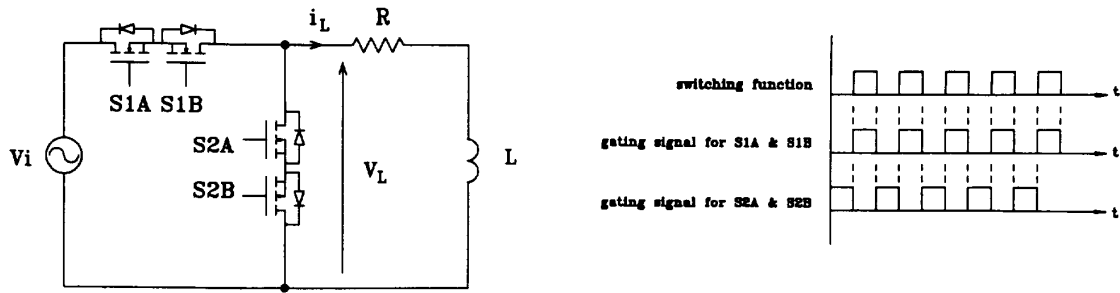 i_L
R
S1A
S1B
Vi
S2A
S2B
V_L
L
switching function
t
gating signal for S1A & S1B
t
gating signal for S2A & S2B
t